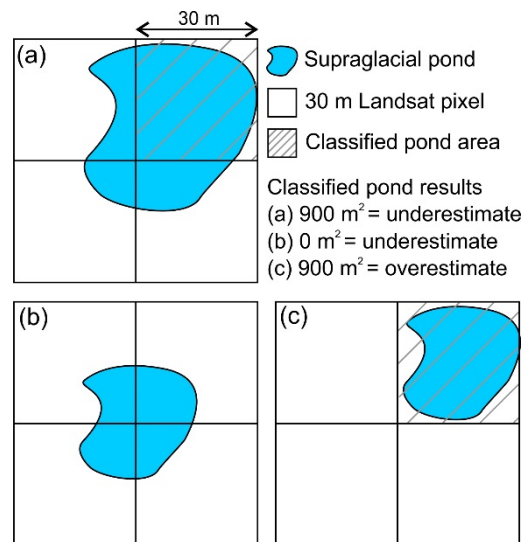 30 m
(a)
Supraglacial pond
30 m Landsat pixel
Classified pond area
Classified pond results
(a) 900 m² = underestimate
(b) 0 m² = underestimate
(c) 900 m² = overestimate
(b)
(c)